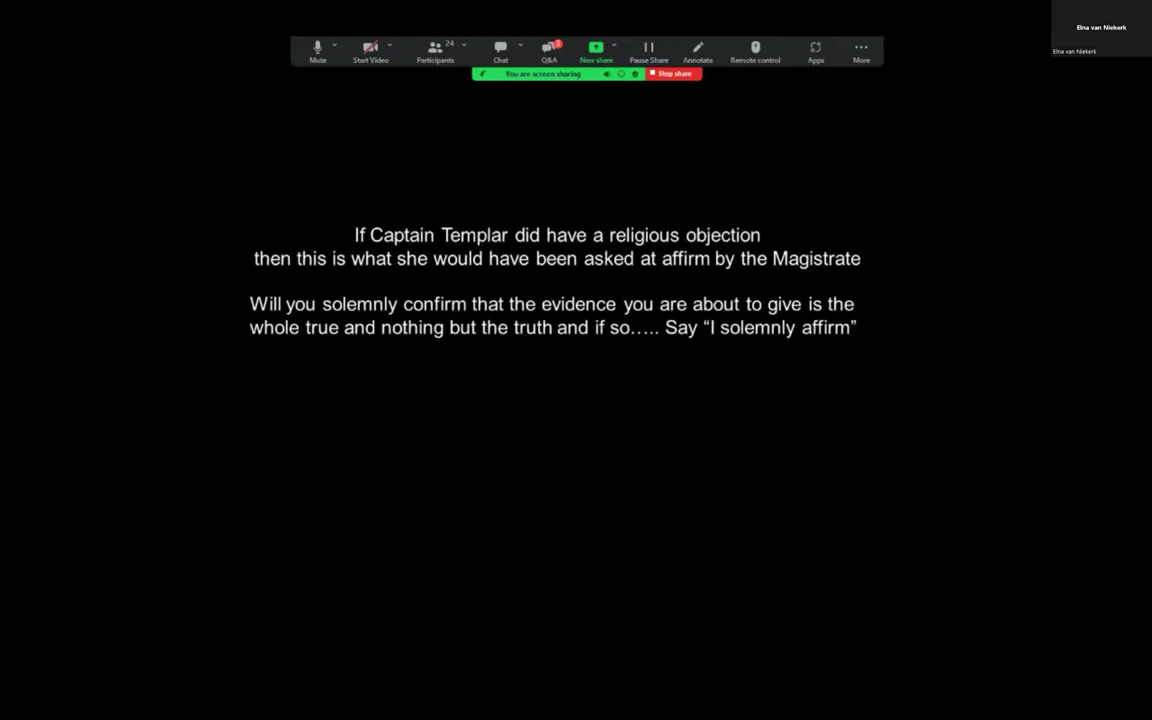 Elna van Niekerk
Elna van Niekerk
24
3
Mute
Start Video
Participants
Chat
Q&A
New share
Pause Share
Annotate
Remote control
Apps
More
You are screen sharing
Stop share
If Captain Templar did have a religious objection
then this is what she would have been asked at affirm by the Magistrate
Will you solemnly confirm that the evidence you are about to give is the
whole true and nothing but the truth and if so….. Say “I solemnly affirm”